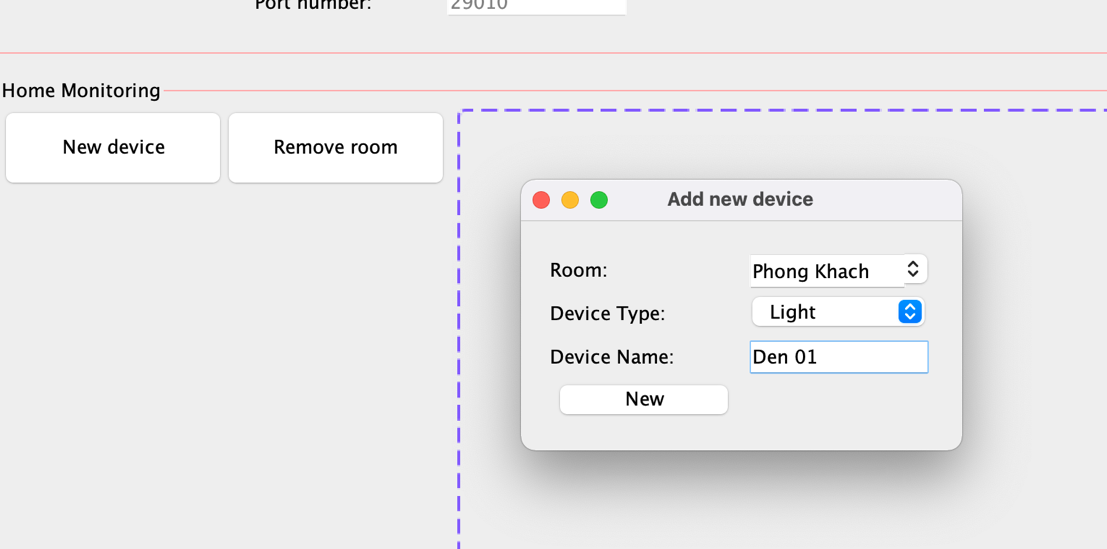 Port number: 29010
Home Monitoring
New device Remove room
Add new device
Room: Phong Khach
Device Type: Light
Device Name: Den 01
New